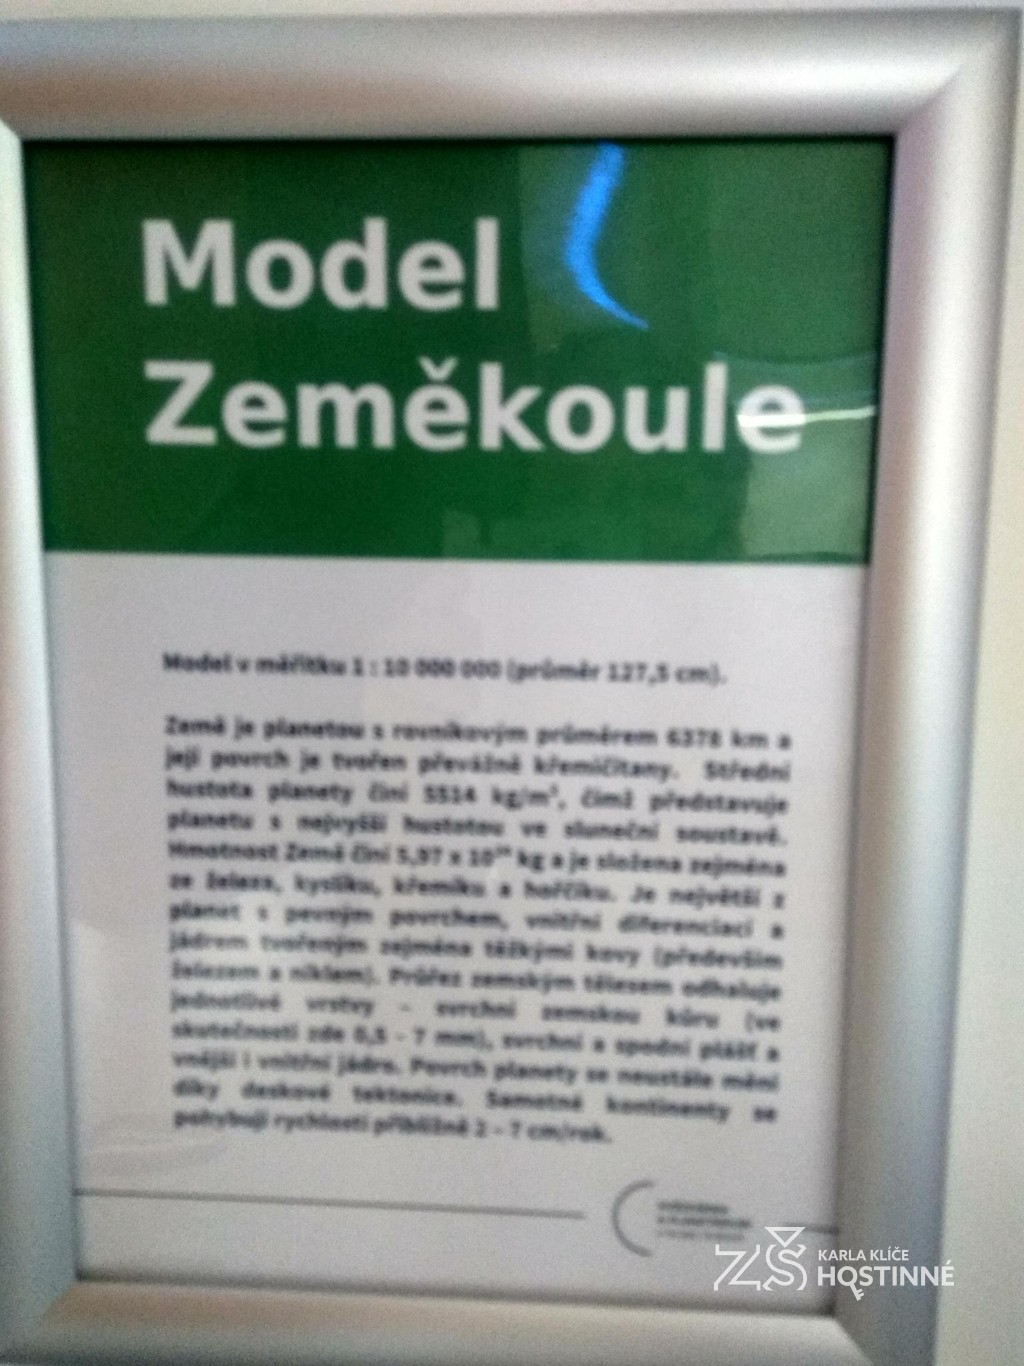 Model
Zeměkoule
Model v měřítku 1 : 10 000 000 (průměr 127,5 cm).
Země je planetou s rovníkovým průměrem 6378 km a
její povrch je tvořen převážně křemičitany. Střední
hustota planety činí 5514 kg/m³, čímž představuje
planetu s nejvyšší hustotou ve sluneční soustavě.
Hmotnost Země činí 5,97 x 10²⁴ kg a je složena zejména
ze železa, kyslíku, křemíku a hořčíku. Je největší z
planet s pevným povrchem, vnitřní diferenciací a
jádrem tvořeným zejména těžkými kovy (především
železem a niklem). Průřez zemským tělesem odhaluje
jednotlivé vrstvy - svrchní zemskou kůru (ve
skutečnosti zde 0,5 - 7 mm), svrchní a spodní plášť a
vnější i vnitřní jádro. Povrch planety se neustále mění
díky deskové tektonice. Samotné kontinenty se
pohybují rychlostí přibližně 2 - 7 cm/rok.
ZŠ KARLA KLÍČE
HOSTINNÉ